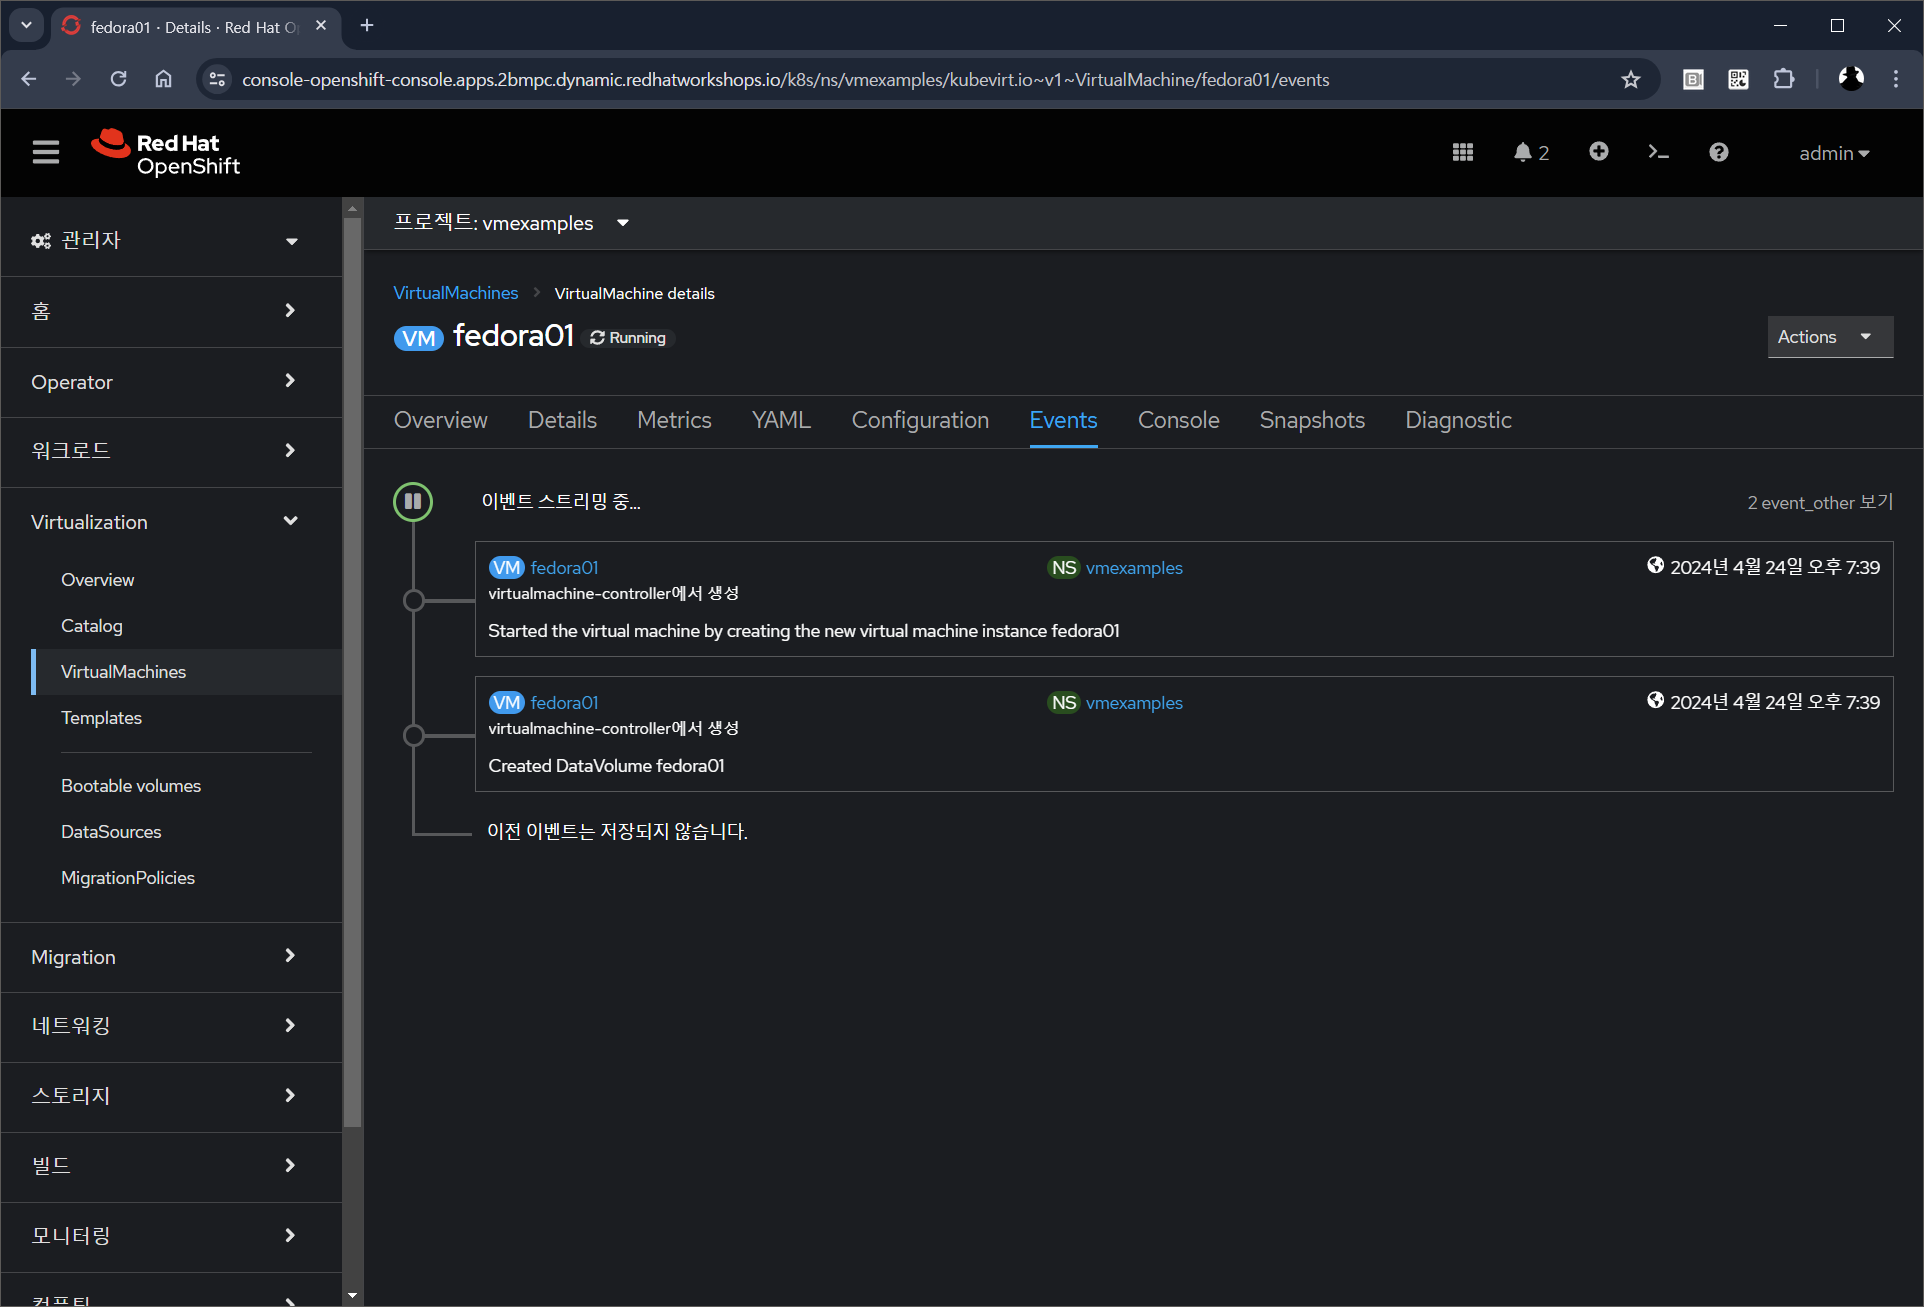 fedora01 · Details · Red Hat O
console-openshift-console.apps.2bmpc.dynamic.redhatworkshops.io/k8s/ns/vmexamples/kubevirt.io~v1~VirtualMachine/fedora01/events
Red Hat
OpenShift
2
admin
관리자
홈
Operator
워크로드
Virtualization
Overview
Catalog
VirtualMachines
Templates
Bootable volumes
DataSources
MigrationPolicies
Migration
네트워킹
스토리지
빌드
모니터링
프로젝트: vmexamples
VirtualMachines > VirtualMachine details
VM fedora01 Running
Actions
Overview Details Metrics YAML Configuration Events Console Snapshots Diagnostic
이벤트 스트리밍 중... 2 event_other 보기
VM fedora01 NS vmexamples 2024년 4월 24일 오후 7:39
virtualmachine-controller에서 생성
Started the virtual machine by creating the new virtual machine instance fedora01
VM fedora01 NS vmexamples 2024년 4월 24일 오후 7:39
virtualmachine-controller에서 생성
Created DataVolume fedora01
이전 이벤트는 저장되지 않습니다.